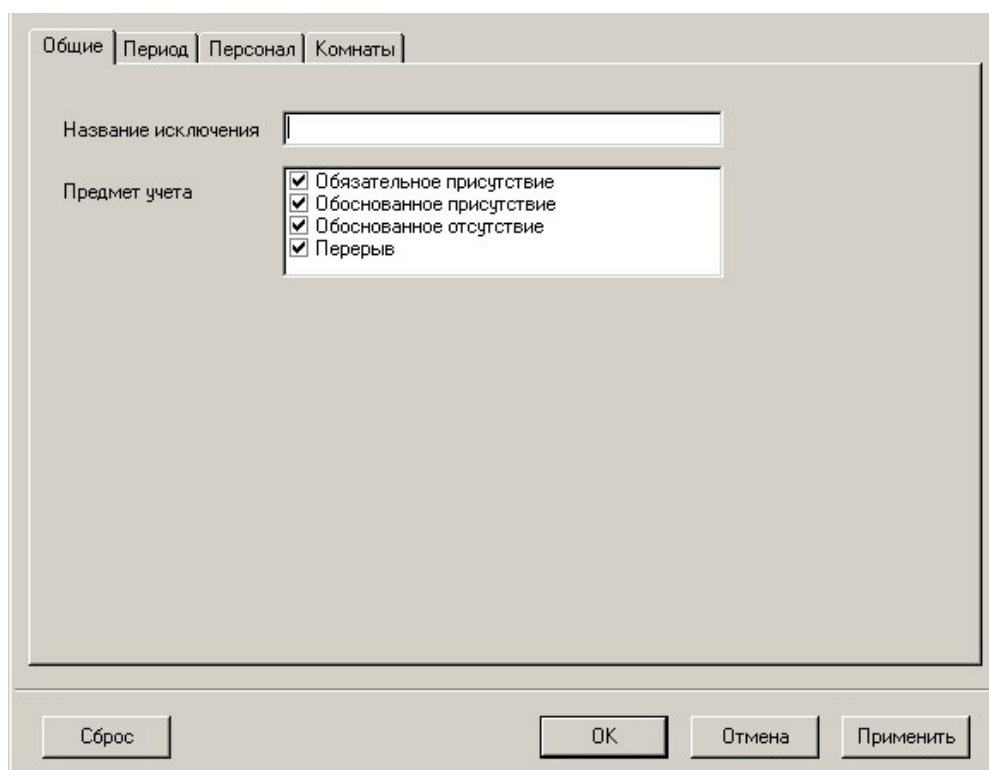 Общие Период Персонал Комнаты
Название исключения
Предмет учета
Обязательное присутствие
Обоснованное присутствие
Обоснованное отсутствие
Перерыв
Сброс OK Отмена Применить